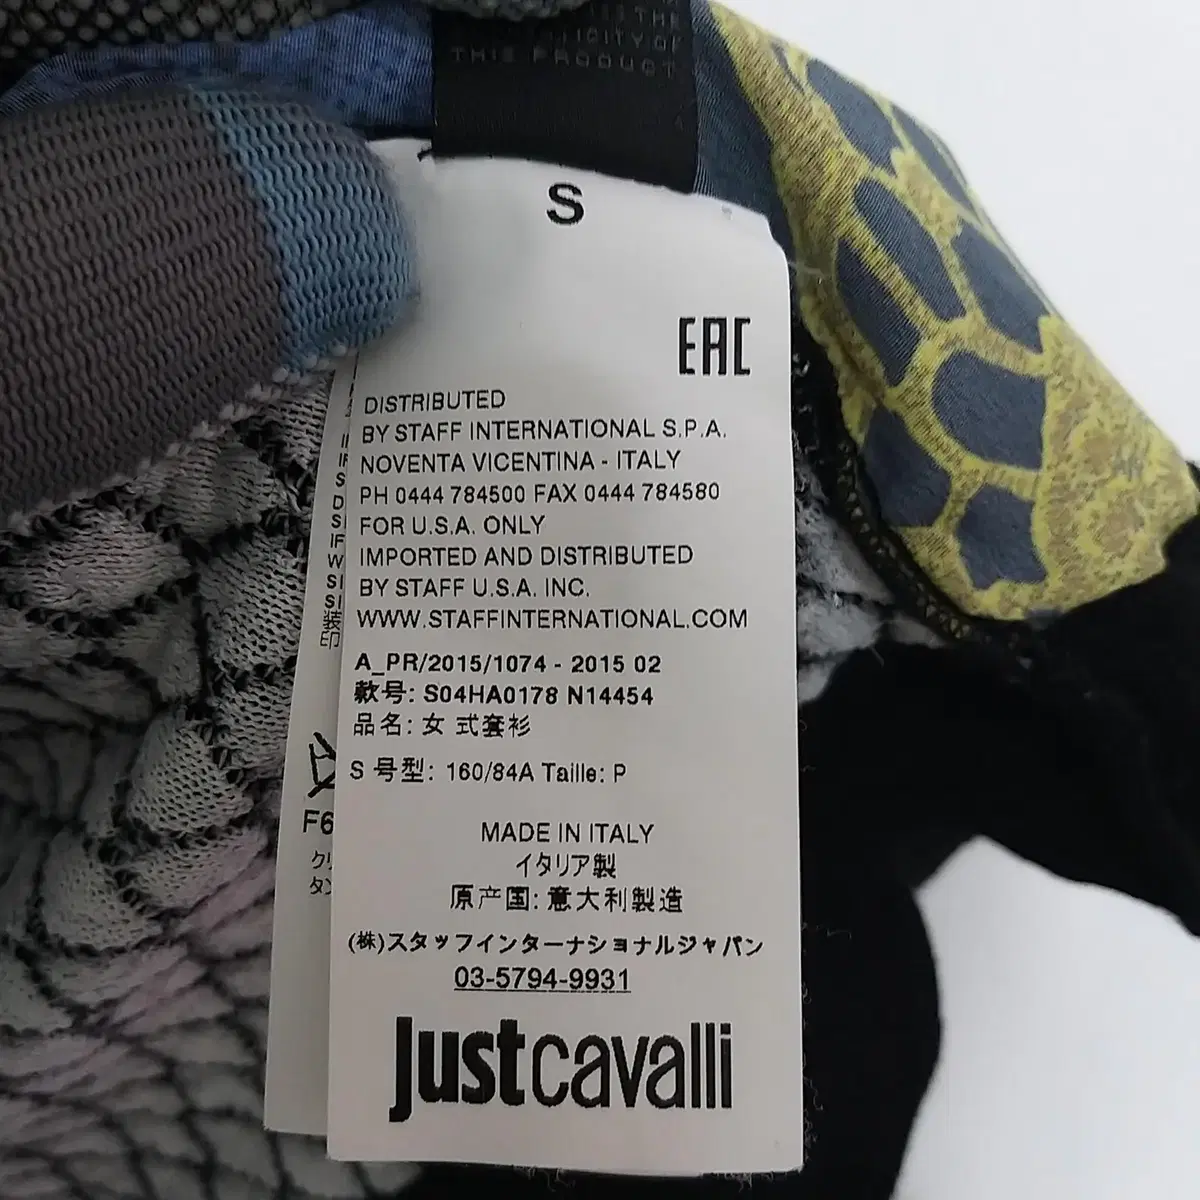 THE
TICITY OF
THIS PRODUCT
S
EAC
DISTRIBUTED
BY STAFF INTERNATIONAL S.P.A.
NOVENTA VICENTINA - ITALY
PH 0444 784500 FAX 0444 784580
FOR U.S.A. ONLY
IMPORTED AND DISTRIBUTED
BY STAFF U.S.A. INC.
WWW.STAFFINTERNATIONAL.COM
A_PR/2015/1074 - 2015 02
款号: S04HA0178 N14454
品名: 女 式套衫
S 号型: 160/84A Taille: P
MADE IN ITALY
イタリア製
原产国: 意大利製造
(株)スタッフインターナショナルジャパン
03-5794-9931
justcavalli
F6